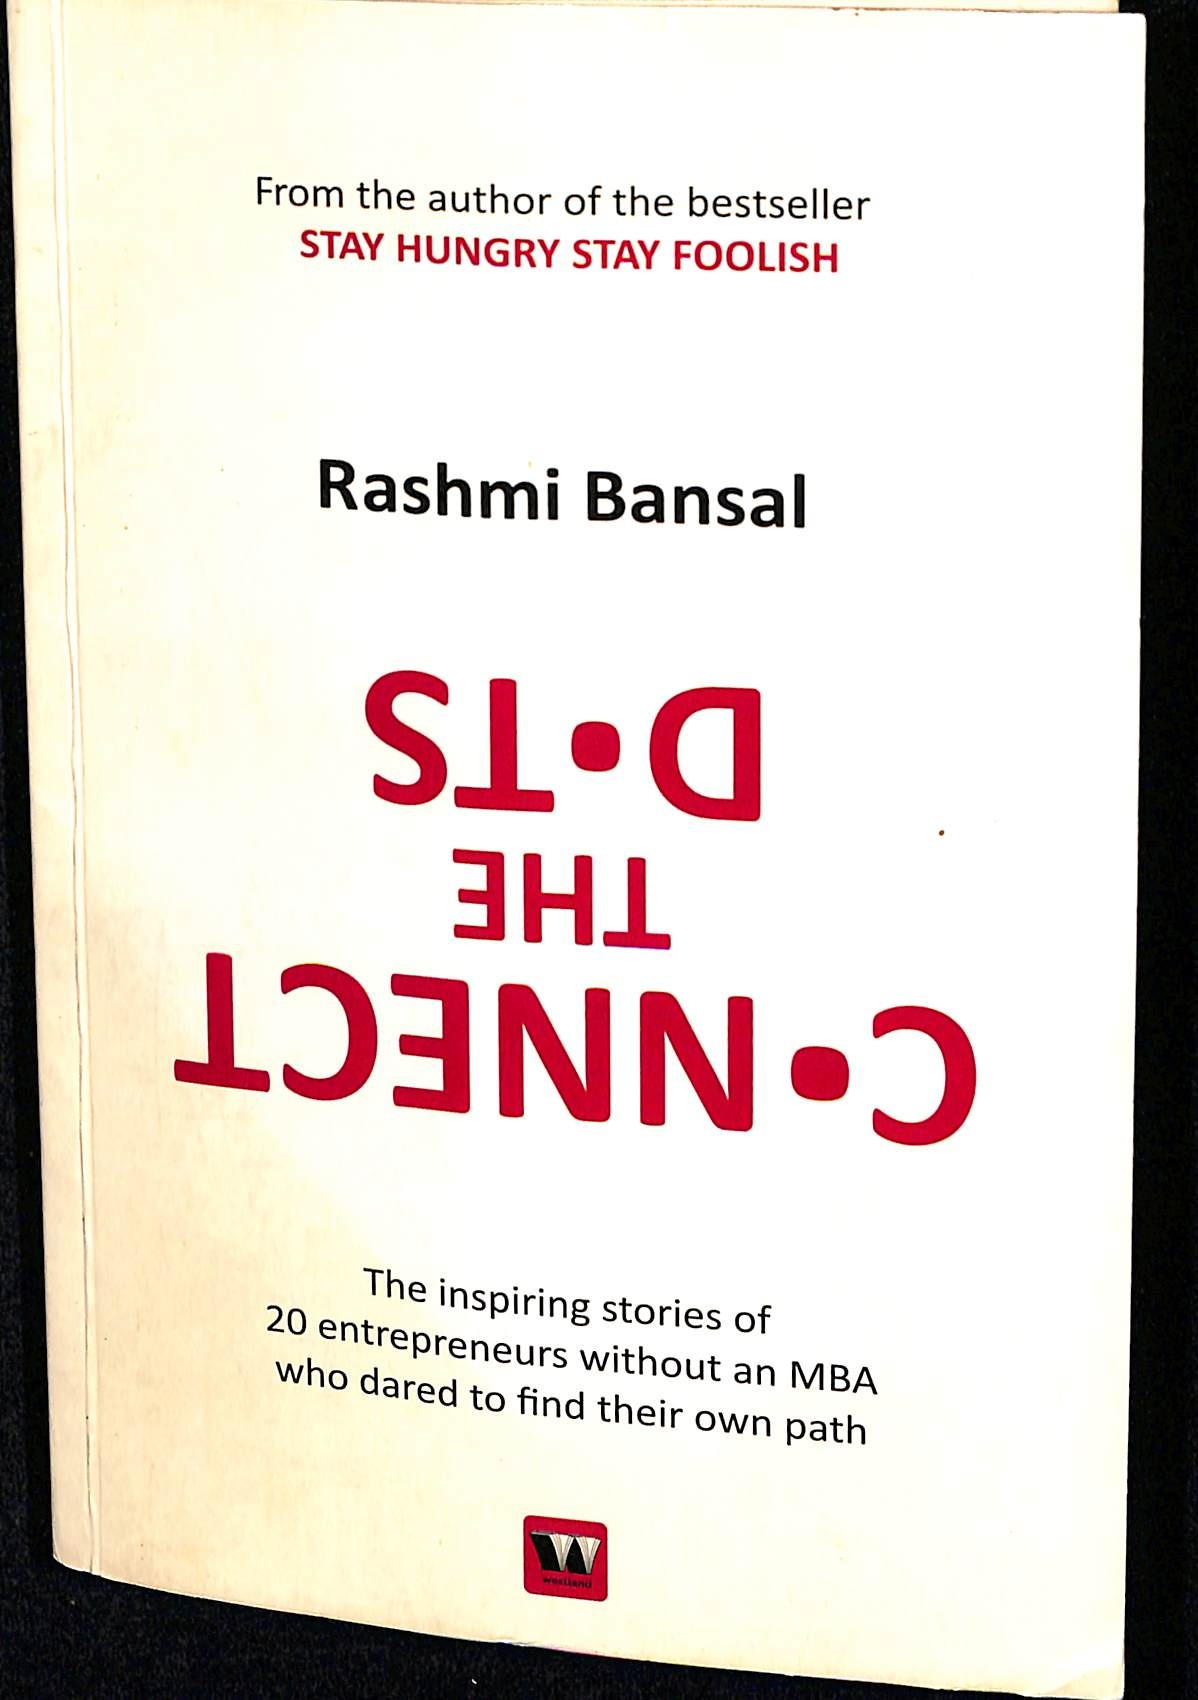 From the author of the bestseller
STAY HUNGRY STAY FOOLISH
Rashmi Bansal
C•NNECT
THE
D•TS
The inspiring stories of
20 entrepreneurs without an MBA
who dared to find their own path
W
westland